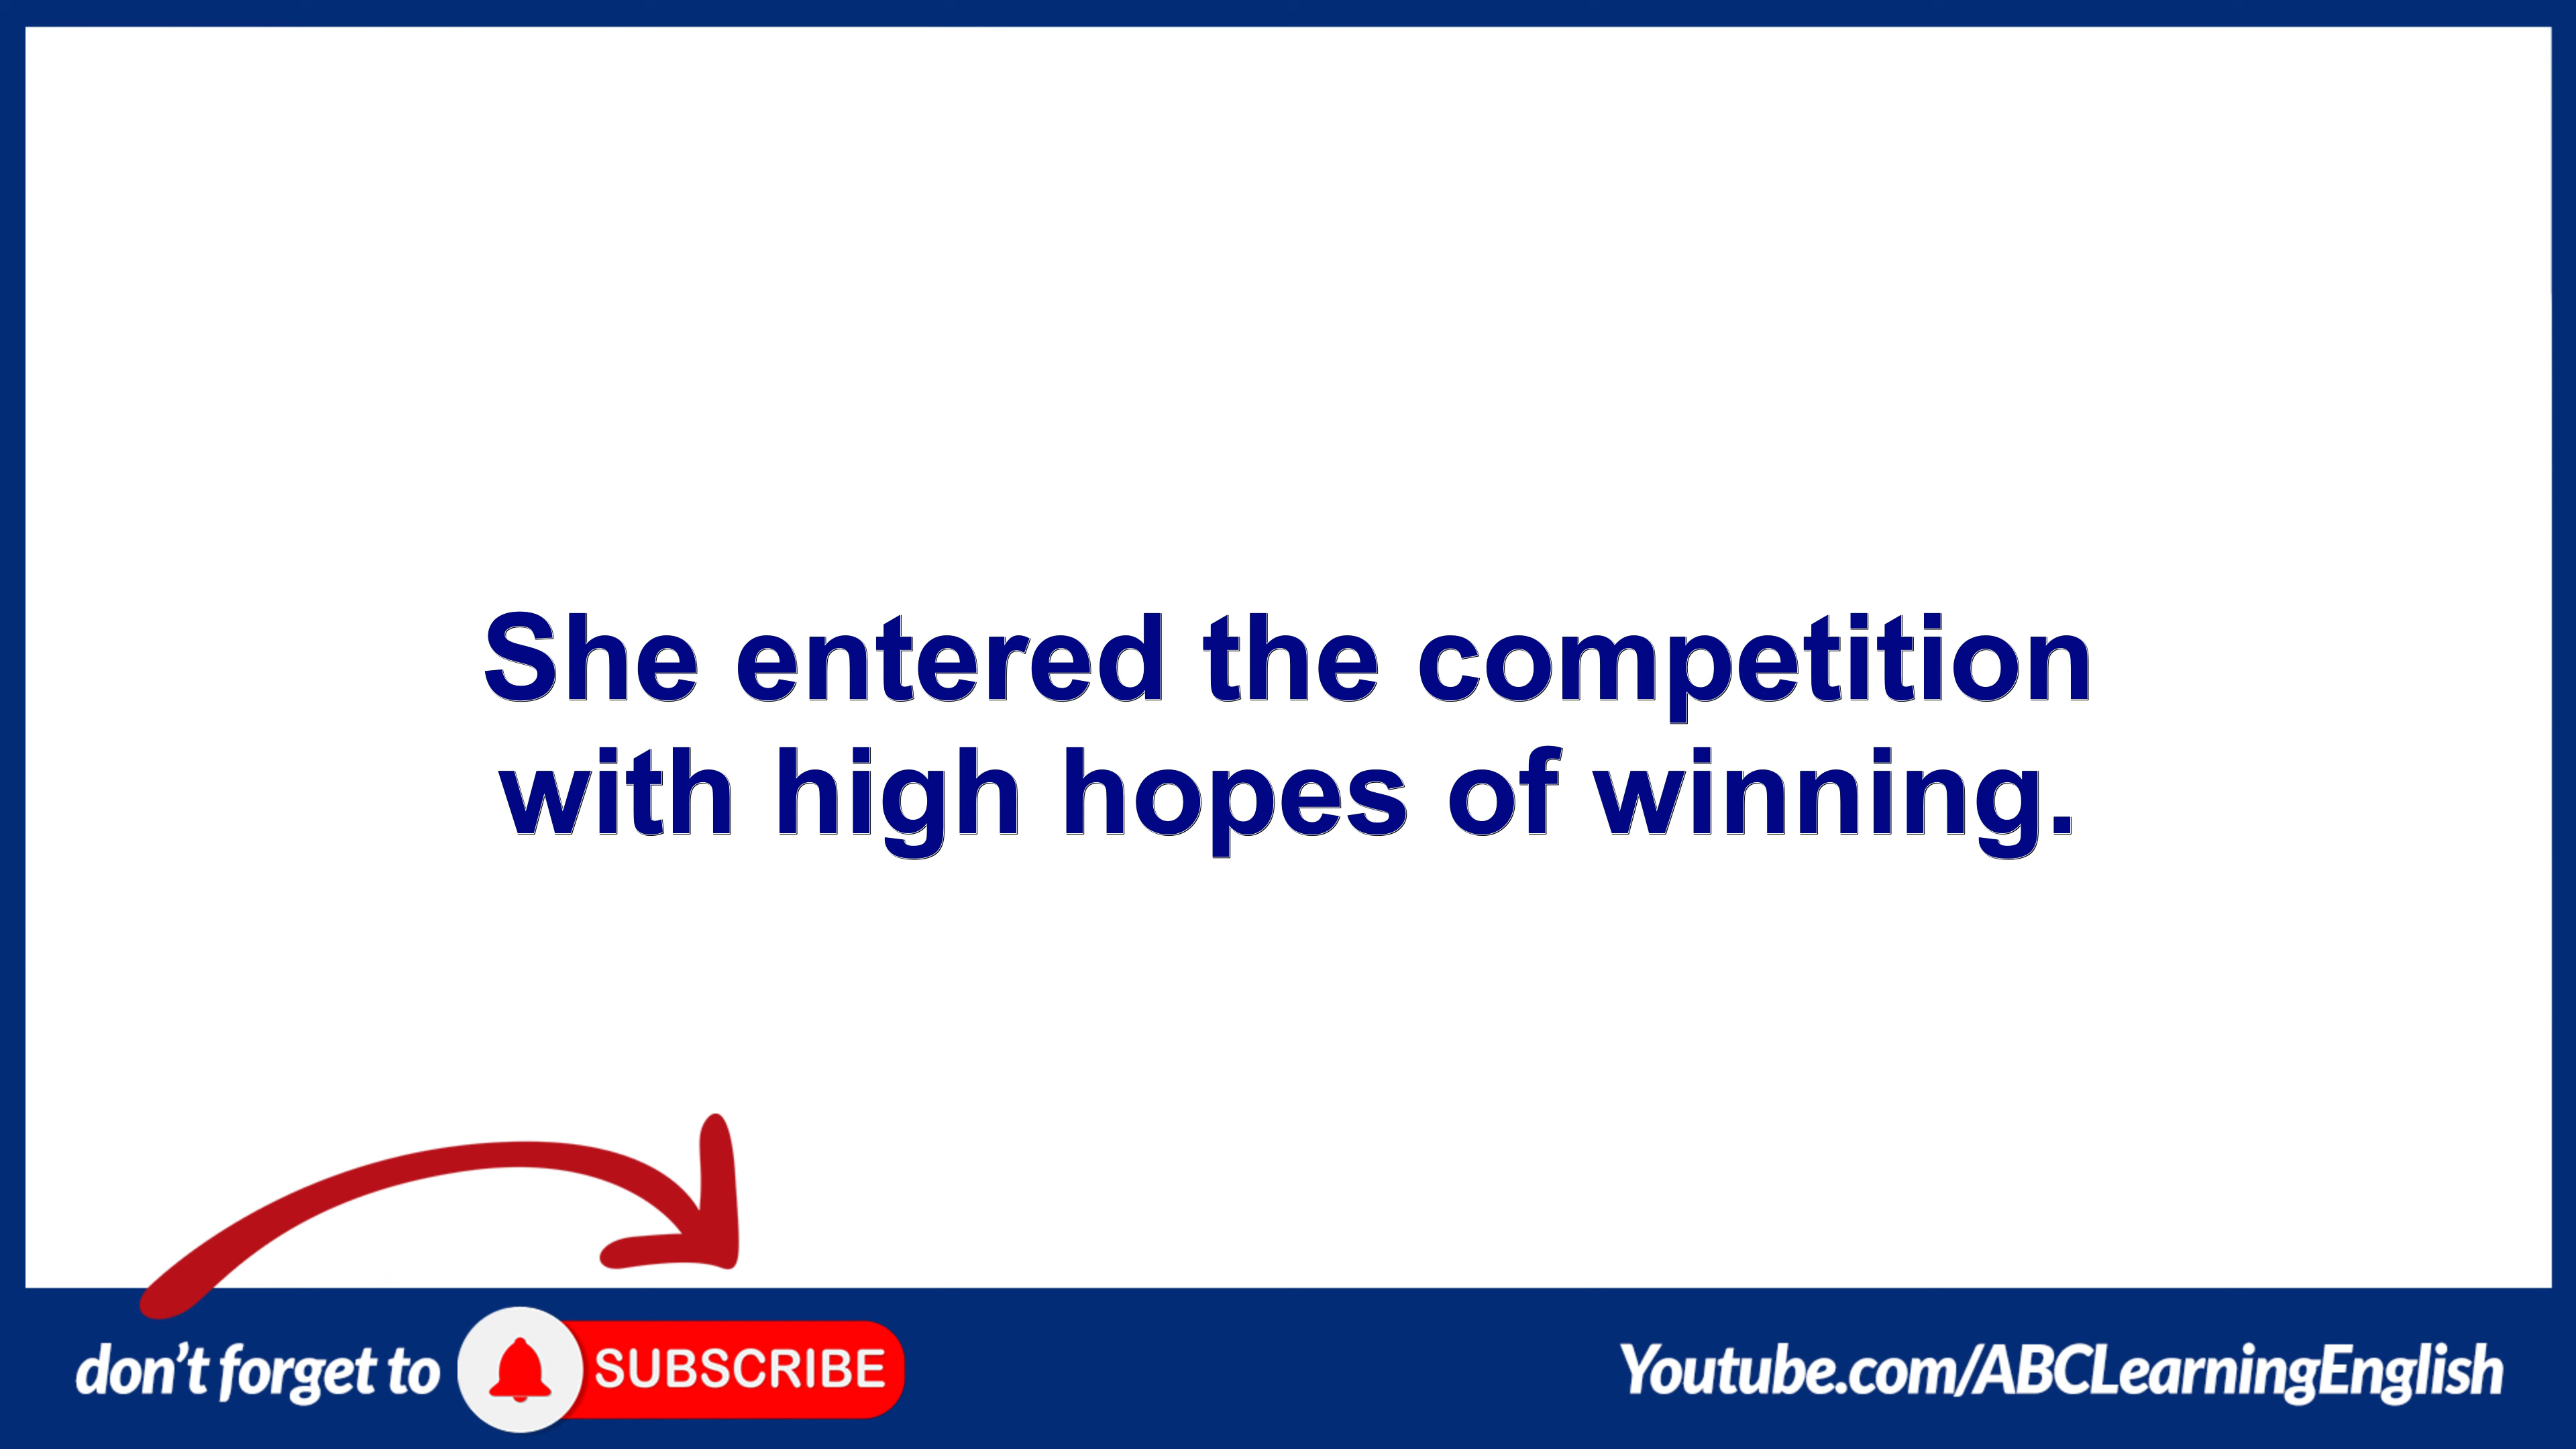 She entered the competition
with high hopes of winning.
don't forget to SUBSCRIBE
Youtube.com/ABCLearningEnglish